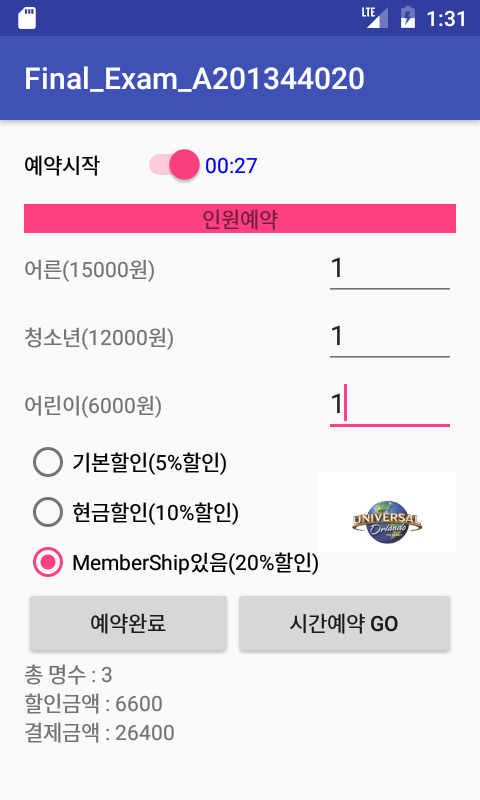 LTE 1:31
Final_Exam_A201344020
예약시작 00:27
인원예약
어른(15000원) 1
청소년(12000원) 1
어린이(6000원) 1
기본할인(5%할인)
현금할인(10%할인)
UNIVERSAL
Orlando
MemberShip있음(20%할인)
예약완료 시간예약 GO
총 명수 : 3
할인금액 : 6600
결제금액 : 26400